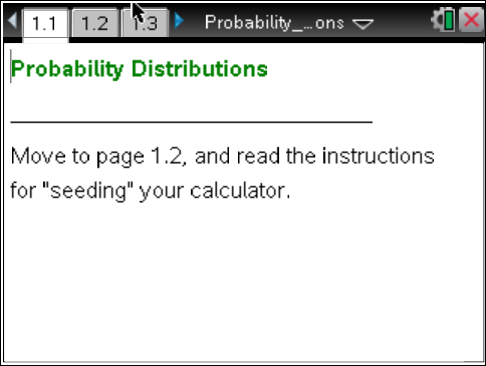 1.1 1.2 1.3 Probability_...ons
Probability Distributions
Move to page 1.2, and read the instructions
for "seeding" your calculator.